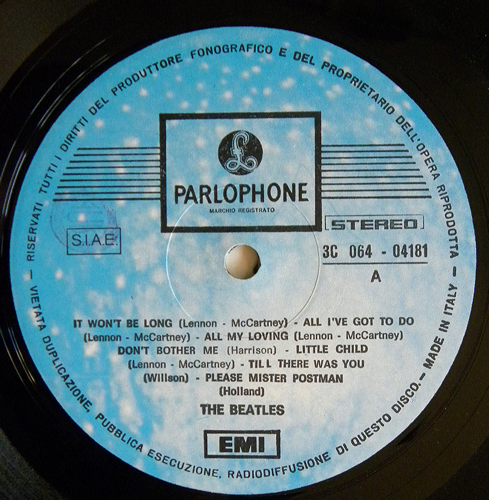 RISERVATI TUTTI I DIRITTI DEL PRODUTTORE FONOGRAFICO E DEL PROPRIETARIO DELL'OPERA RIPRODOTTA
PARLOPHONE
MARCHIO REGISTRATO
STEREO
S.I.A.E.
3C 064 - 04181
A
IT WON'T BE LONG (Lennon - McCartney) - ALL I'VE GOT TO DO
(Lennon - McCartney) - ALL MY LOVING (Lennon - McCartney)
DON'T BOTHER ME (Harrison) - LITTLE CHILD
(Lennon - McCartney) - TILL THERE WAS YOU
(Willson) - PLEASE MISTER POSTMAN
(Holland)
THE BEATLES
EMI
— VIETATA DUPLICAZIONE, PUBBLICA ESECUZIONE, RADIODIFFUSIONE DI QUESTO DISCO. — MADE IN ITALY —